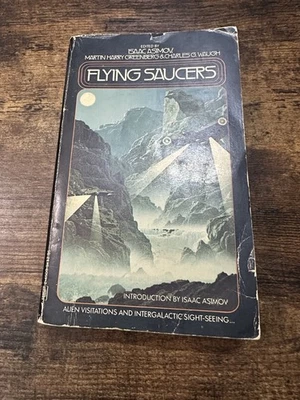 EDITED BY
ISAAC ASIMOV
MARTIN HARRY GREENBERG & CHARLES G. WAUGH
FLYING SAUCERS
INTRODUCTION BY ISAAC ASIMOV
ALIEN VISITATIONS AND INTERGALACTIC SIGHT-SEEING...